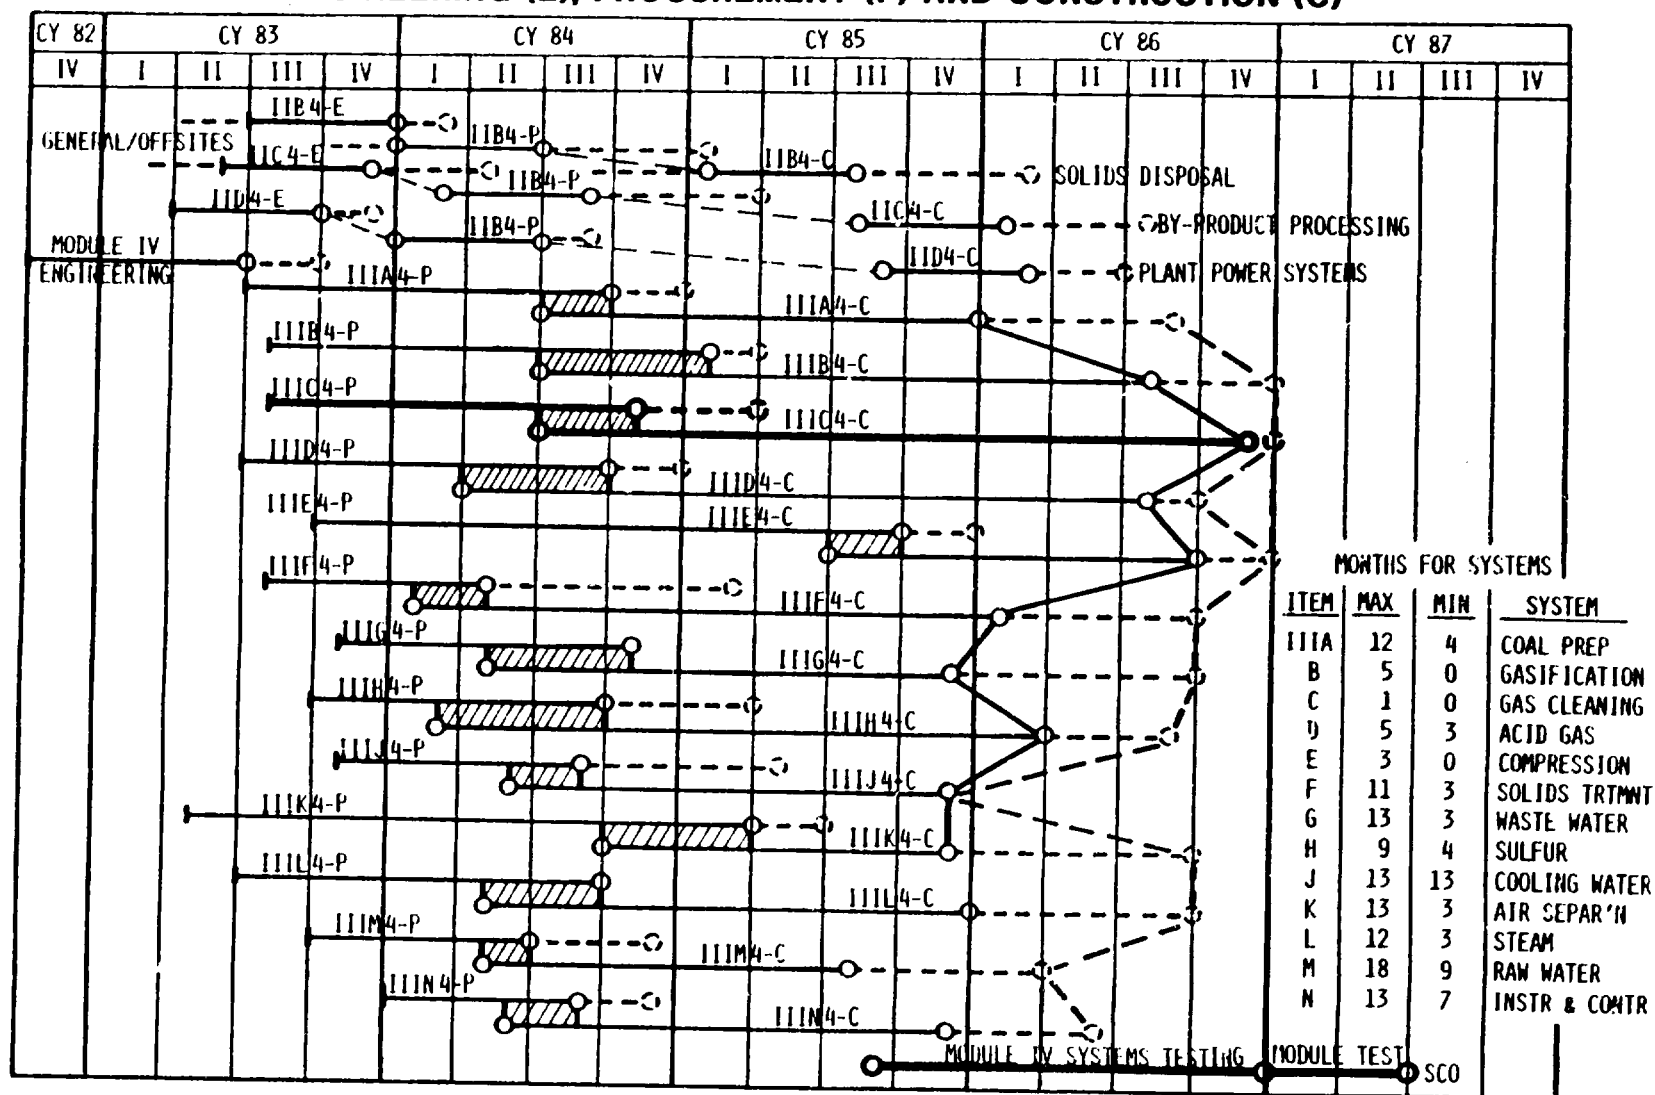 PROCUREMENT (P) AND CONSTRUCTION (C)
CY 82 CY 83 CY 84 CY 85 CY 86 CY 87
IV I II III IV I II III IV I II III IV I II III IV I II III IV
IIB4-E
GENERAL/OFFSITES IIB4-P
IIC4-E IIB4-C
IIB4-P SOLIDS DISPOSAL
IID4-E IIC4-C
IIB4-P BY-PRODUCT PROCESSING
MODULE IV IID4-C
ENGINEERING PLANT POWER SYSTEMS
IIIA4-P
IIIA4-C
IIIB4-P
IIIB4-C
IIIC4-P
IIIC4-C
IIID4-P
IIID4-C
IIIE4-P
IIIE4-C
IIIF4-P
IIIF4-C
IIIG4-P
IIIG4-C
IIIH4-P
IIIH4-C
IIIJ4-P
IIIJ4-C
IIIK4-P
IIIK4-C
IIIL4-P
IIIL4-C
IIIM4-P
IIIM4-C
IIIN4-P
IIIN4-C
MODULE IV SYSTEMS TESTING MODULE TEST
SCO
MONTHS FOR SYSTEMS
ITEM MAX MIN SYSTEM
IIIA 12 4 COAL PREP
B 5 0 GASIFICATION
C 1 0 GAS CLEANING
D 5 3 ACID GAS
E 3 0 COMPRESSION
F 11 3 SOLIDS TRTMNT
G 13 3 WASTE WATER
H 9 4 SULFUR
J 13 13 COOLING WATER
K 13 3 AIR SEPAR'N
L 12 3 STEAM
M 18 9 RAW WATER
N 13 7 INSTR & CONTR